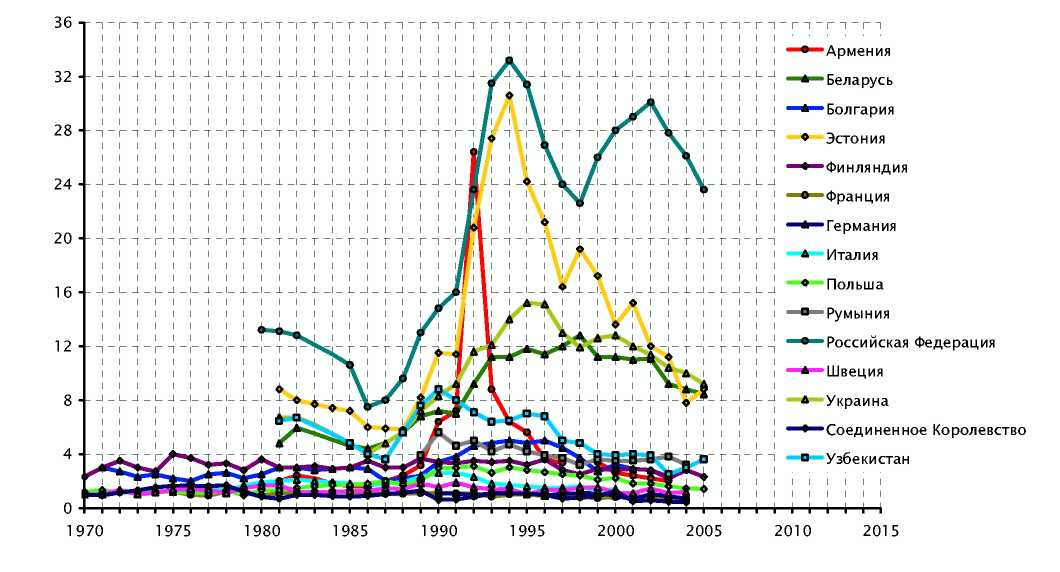 36
32
28
24
20
16
12
8
4
0
1970 1975 1980 1985 1990 1995 2000 2005 2010 2015
Армения
Беларусь
Болгария
Эстония
Финляндия
Франция
Германия
Италия
Польша
Румыния
Российская Федерация
Швеция
Украина
Соединенное Королевство
Узбекистан